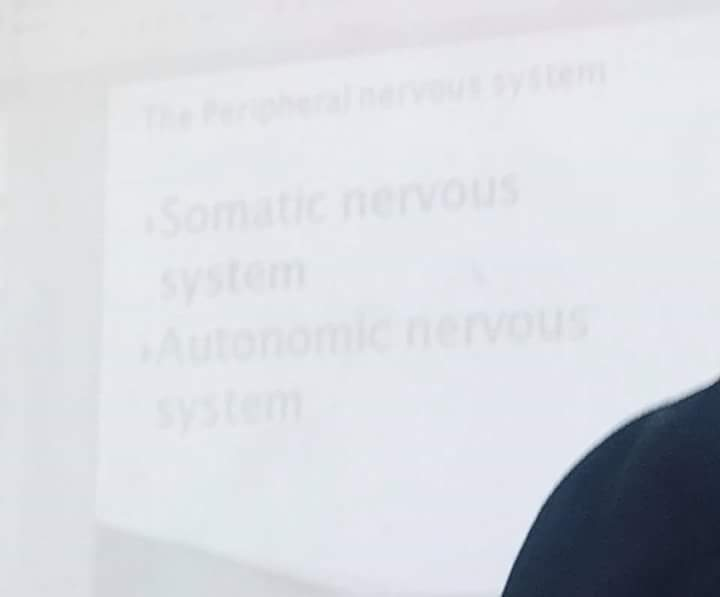 The Peripheral nervous system
Somatic nervous
system
Autonomic nervous
system